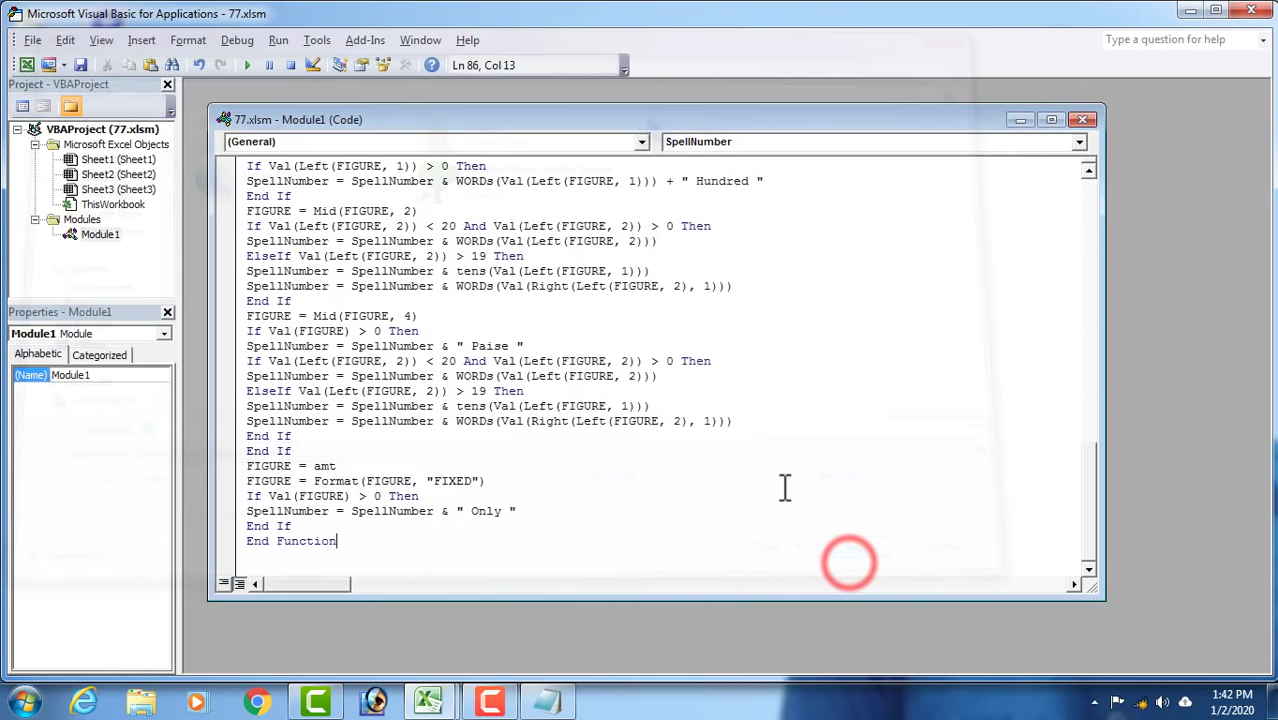 Microsoft Visual Basic for Applications - 77.xlsm
File Edit View Insert Format Debug Run Tools Add-Ins Window Help
Type a question for help
Ln 86, Col 13
Project - VBAProject
VBAProject (77.xlsm)
Microsoft Excel Objects
Sheet1 (Sheet1)
Sheet2 (Sheet2)
Sheet3 (Sheet3)
ThisWorkbook
Modules
Module1
Properties - Module1
Module1 Module
Alphabetic Categorized
(Name) Module1
77.xlsm - Module1 (Code)
(General) SpellNumber
If Val(Left(FIGURE, 1)) > 0 Then
SpellNumber = SpellNumber & WORDs(Val(Left(FIGURE, 1))) + " Hundred "
End If
FIGURE = Mid(FIGURE, 2)
If Val(Left(FIGURE, 2)) < 20 And Val(Left(FIGURE, 2)) > 0 Then
SpellNumber = SpellNumber & WORDs(Val(Left(FIGURE, 2)))
ElseIf Val(Left(FIGURE, 2)) > 19 Then
SpellNumber = SpellNumber & tens(Val(Left(FIGURE, 1)))
SpellNumber = SpellNumber & WORDs(Val(Right(Left(FIGURE, 2), 1)))
End If
FIGURE = Mid(FIGURE, 4)
If Val(FIGURE) > 0 Then
SpellNumber = SpellNumber & " Paise "
If Val(Left(FIGURE, 2)) < 20 And Val(Left(FIGURE, 2)) > 0 Then
SpellNumber = SpellNumber & WORDs(Val(Left(FIGURE, 2)))
ElseIf Val(Left(FIGURE, 2)) > 19 Then
SpellNumber = SpellNumber & tens(Val(Left(FIGURE, 1)))
SpellNumber = SpellNumber & WORDs(Val(Right(Left(FIGURE, 2), 1)))
End If
End If
FIGURE = amt
FIGURE = Format(FIGURE, "FIXED")
If Val(FIGURE) > 0 Then
SpellNumber = SpellNumber & " Only "
End If
End Function
1:42 PM
1/2/2020